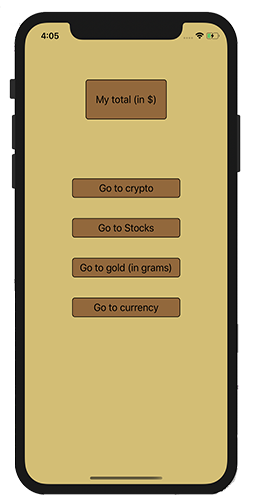 4:05
My total (in $)
Go to crypto
Go to Stocks
Go to gold (in grams)
Go to currency